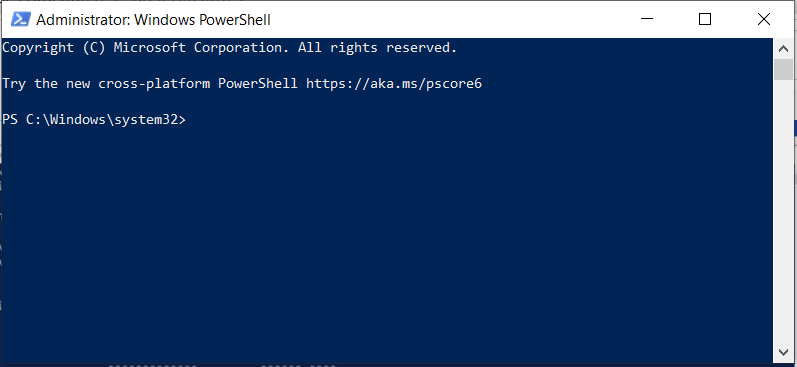 Administrator: Windows PowerShell
Copyright (C) Microsoft Corporation. All rights reserved.
Try the new cross-platform PowerShell https://aka.ms/pscore6
PS C:\Windows\system32>